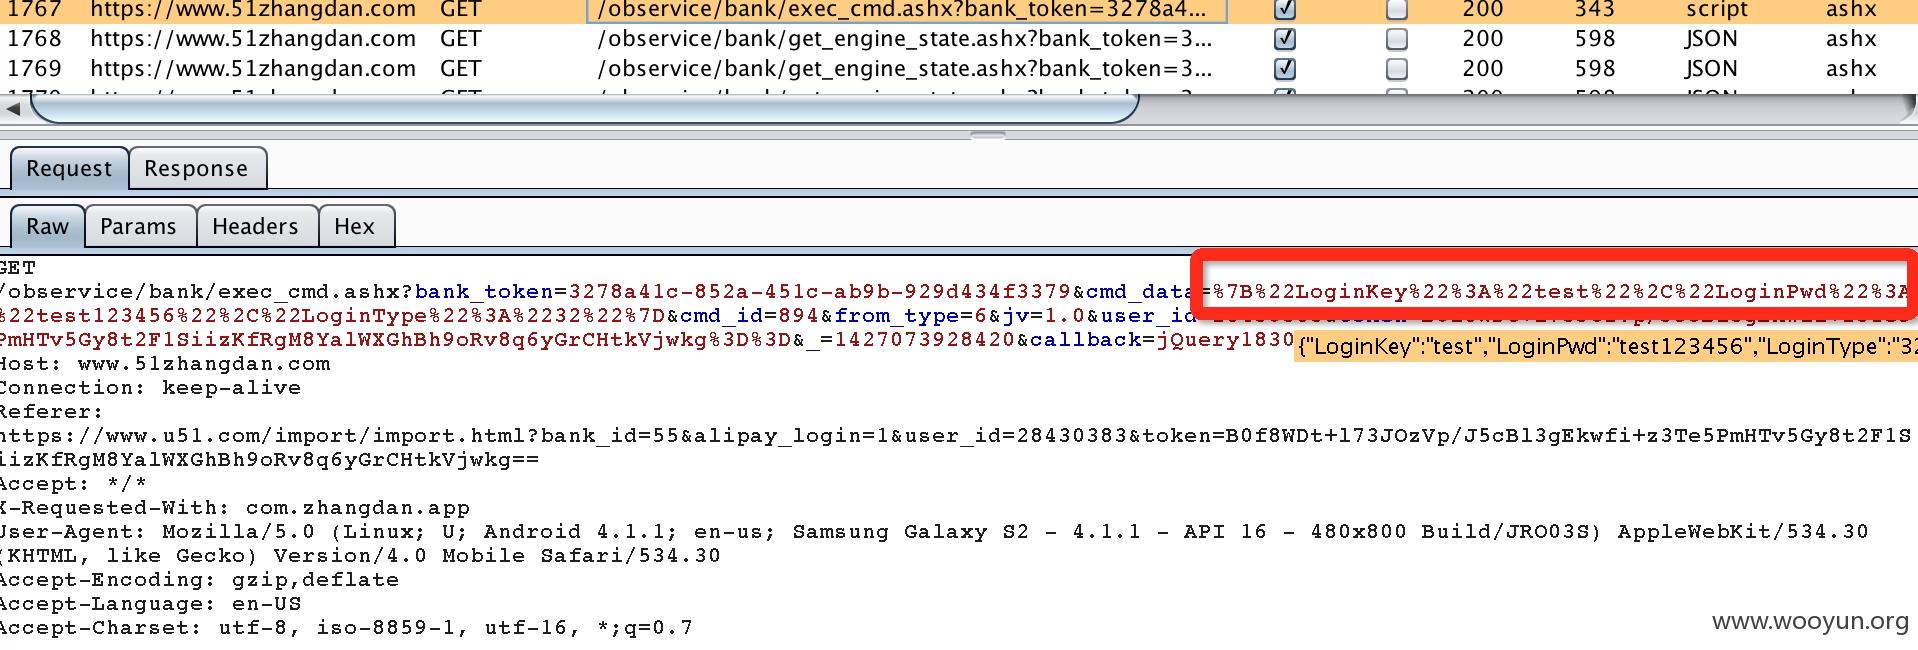 1767 https://www.51zhangdan.com GET /observice/bank/exec_cmd.ashx?bank_token=3278a4... 200 343 script ashx
1768 https://www.51zhangdan.com GET /observice/bank/get_engine_state.ashx?bank_token=3... 200 598 JSON ashx
1769 https://www.51zhangdan.com GET /observice/bank/get_engine_state.ashx?bank_token=3... 200 598 JSON ashx
Request Response
Raw Params Headers Hex
GET
/observice/bank/exec_cmd.ashx?bank_token=3278a41c-852a-451c-ab9b-929d434f3379&cmd_data=%7B%22LoginKey%22%3A%22test%22%2C%22LoginPwd%22%3A
%22test123456%22%2C%22LoginType%22%3A%2232%22%7D&cmd_id=894&from_type=6&jv=1.0&user_id
PmHTv5Gy8t2F1SiizKfRgM8YalWXGhBh9oRv8q6yGrCHtkVjwkg%3D%3D&_=1427073928420&callback=jQuery1830
{"LoginKey":"test","LoginPwd":"test123456","LoginType":"32
Host: www.51zhangdan.com
Connection: keep-alive
Referer:
https://www.u51.com/import/import.html?bank_id=55&alipay_login=1&user_id=28430383&token=B0f8WDt+l73JOzVp/J5cBl3gEkwfi+z3Te5PmHTv5Gy8t2F1S
iizKfRgM8YalWXGhBh9oRv8q6yGrCHtkVjwkg==
Accept: */*
X-Requested-With: com.zhangdan.app
User-Agent: Mozilla/5.0 (Linux; U; Android 4.1.1; en-us; Samsung Galaxy S2 - 4.1.1 - API 16 - 480x800 Build/JRO03S) AppleWebKit/534.30
(KHTML, like Gecko) Version/4.0 Mobile Safari/534.30
Accept-Encoding: gzip,deflate
Accept-Language: en-US
Accept-Charset: utf-8, iso-8859-1, utf-16, *;q=0.7
www.wooyun.org